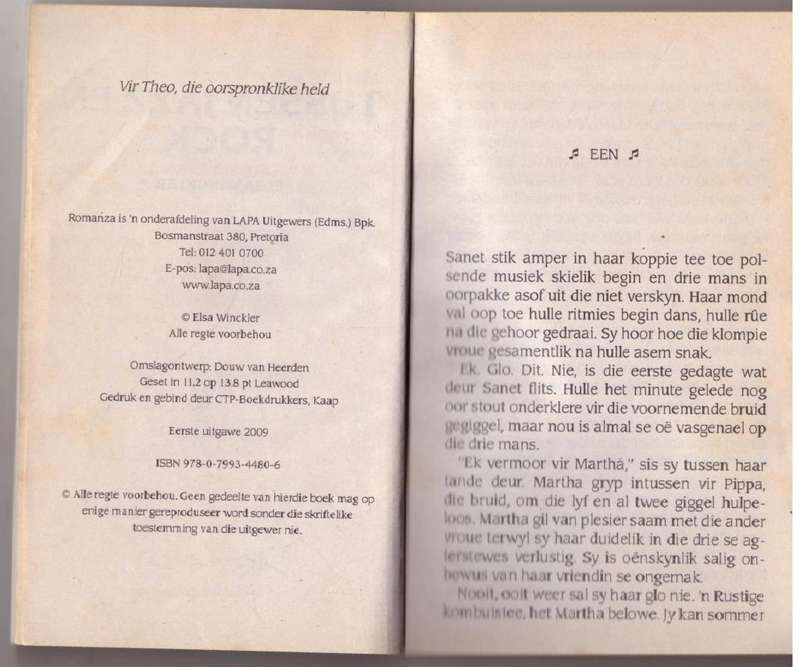 Vir Theo, die oorspronklike held
Romanza is 'n onderafdeling van LAPA Uitgewers (Edms.) Bpk.
Bosmanstraat 380, Pretoria
Tel: 012 401 0700
E-pos: lapa@lapa.co.za
www.lapa.co.za
© Elsa Winckler
Alle regte voorbehou
Omslagontwerp: Douw van Heerden
Geset in 11.2 op 13.8 pt Leawood
Gedruk en gebind deur CTP-Boekdrukkers, Kaap
Eerste uitgawe 2009
ISBN 978-0-7993-4480-6
© Alle regte voorbehou. Geen gedeelte van hierdie boek mag op
enige manier gereproduseer word sonder die skriftelike
toestemming van die uitgewer nie.
♫ EEN ♫
Sanet stik amper in haar koppie tee toe pol-
sende musiek skielik begin en drie mans in
oorpakke asof uit die niet verskyn. Haar mond
val oop toe hulle ritmies begin dans, hulle rûe
na die gehoor gedraai. Sy hoor hoe die klompie
vroue gesamentlik na hulle asem snak.
Ek. Glo. Dit. Nie, is die eerste gedagte wat
deur Sanet flits. Hulle het minute gelede nog
oor stout onderklere vir die voornemende bruid
gegiggel, maar nou is almal se oë vasgenael op
die drie mans.
"Ek vermoor vir Martha," sis sy tussen haar
tande deur. Martha gryp intussen vir Pippa,
die bruid, om die lyf en al twee giggel hulpe-
loos. Martha gil van plesier saam met die ander
vroue terwyl sy haar duidelik in die drie se ag-
terstewes verlustig. Sy is oënskynlik salig on-
bewus van haar vriendin se ongemak.
Nooit, ooit weer sal sy haar glo nie. 'n Rustige
kombuistee, het Martha belowe. Jy kan sommer